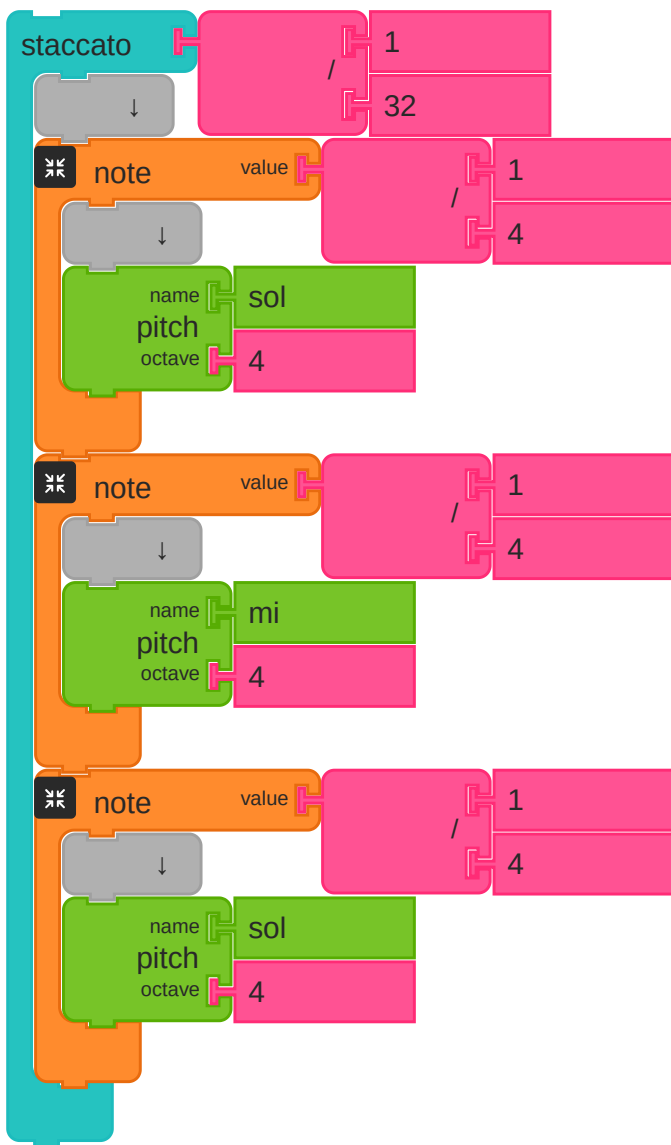 staccato
1
/
32
↓
note value
1
/
4
↓
name sol
pitch
octave 4
note value
1
/
4
↓
name mi
pitch
octave 4
note value
1
/
4
↓
name sol
pitch
octave 4